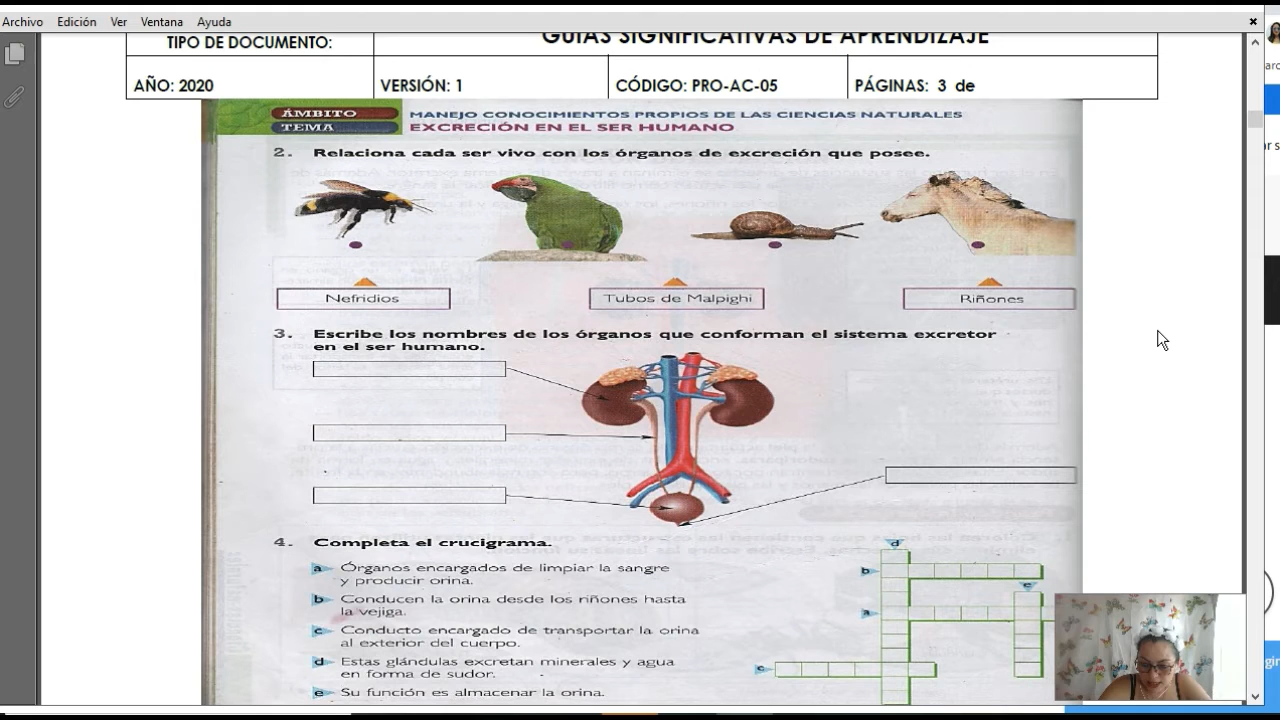 Archivo Edición Ver Ventana Ayuda
TIPO DE DOCUMENTO:
GUÍAS SIGNIFICATIVAS DE APRENDIZAJE
AÑO: 2020
VERSIÓN: 1
CÓDIGO: PRO-AC-05
PÁGINAS: 3 de
ÁMBITO
MANEJO CONOCIMIENTOS PROPIOS DE LAS CIENCIAS NATURALES
TEMA
EXCRECIÓN EN EL SER HUMANO
2. Relaciona cada ser vivo con los órganos de excreción que posee.
Nefridios
Tubos de Malpighi
Riñones
3. Escribe los nombres de los órganos que conforman el sistema excretor
en el ser humano.
4. Completa el crucigrama.
a Órganos encargados de limpiar la sangre
y producir orina.
b Conducen la orina desde los riñones hasta
la vejiga.
c Conducto encargado de transportar la orina
al exterior del cuerpo.
d Estas glándulas excretan minerales y agua
en forma de sudor.
e Su función es almacenar la orina.
d
b
e
a
c